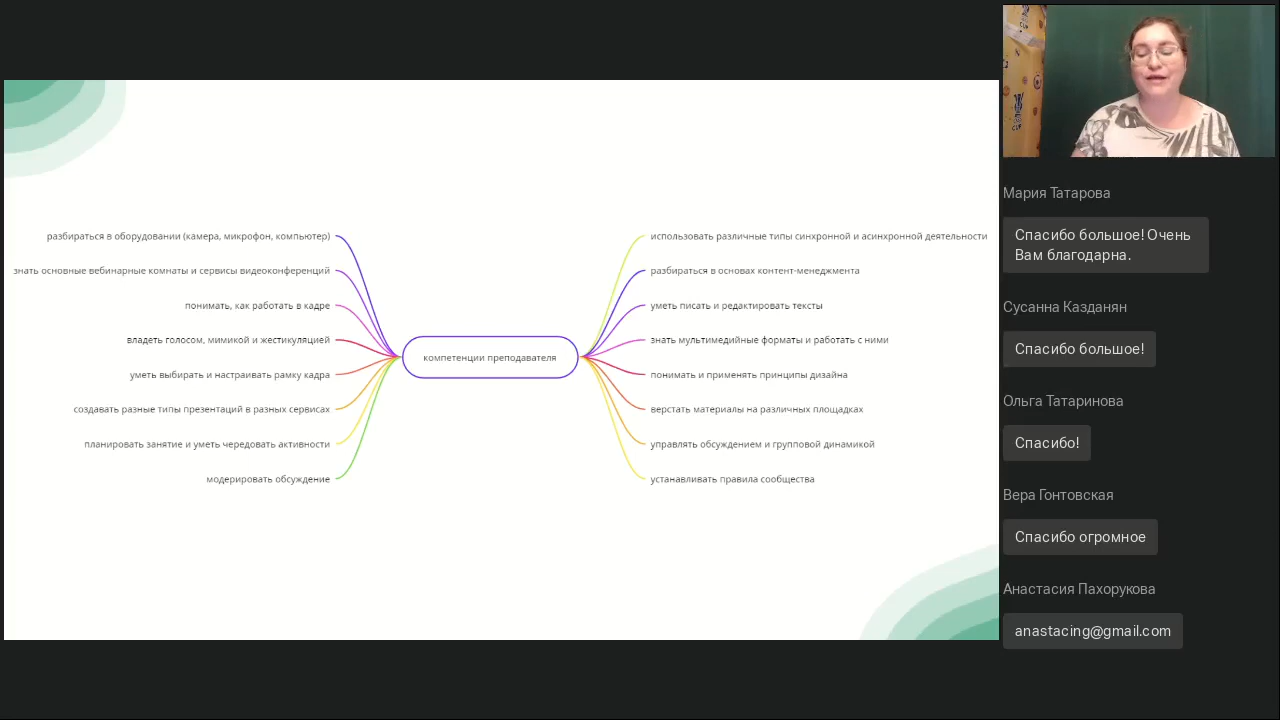 разбираться в оборудовании (камера, микрофон, компьютер)
знать основные вебинарные комнаты и сервисы видеоконференций
понимать, как работать в кадре
владеть голосом, мимикой и жестикуляцией
уметь выбирать и настраивать рамку кадра
создавать разные типы презентаций в разных сервисах
планировать занятие и уметь чередовать активности
модерировать обсуждение
компетенции преподавателя
использовать различные типы синхронной и асинхронной деятельности
разбираться в основах контент-менеджмента
уметь писать и редактировать тексты
знать мультимедийные форматы и работать с ними
понимать и применять принципы дизайна
верстать материалы на различных площадках
управлять обсуждением и групповой динамикой
устанавливать правила сообщества
Мария Татарова
Спасибо большое! Очень
Вам благодарна.
Сусанна Казданян
Спасибо большое!
Ольга Татаринова
Спасибо!
Вера Гонтовская
Спасибо огромное
Анастасия Пахорукова
anastacing@gmail.com